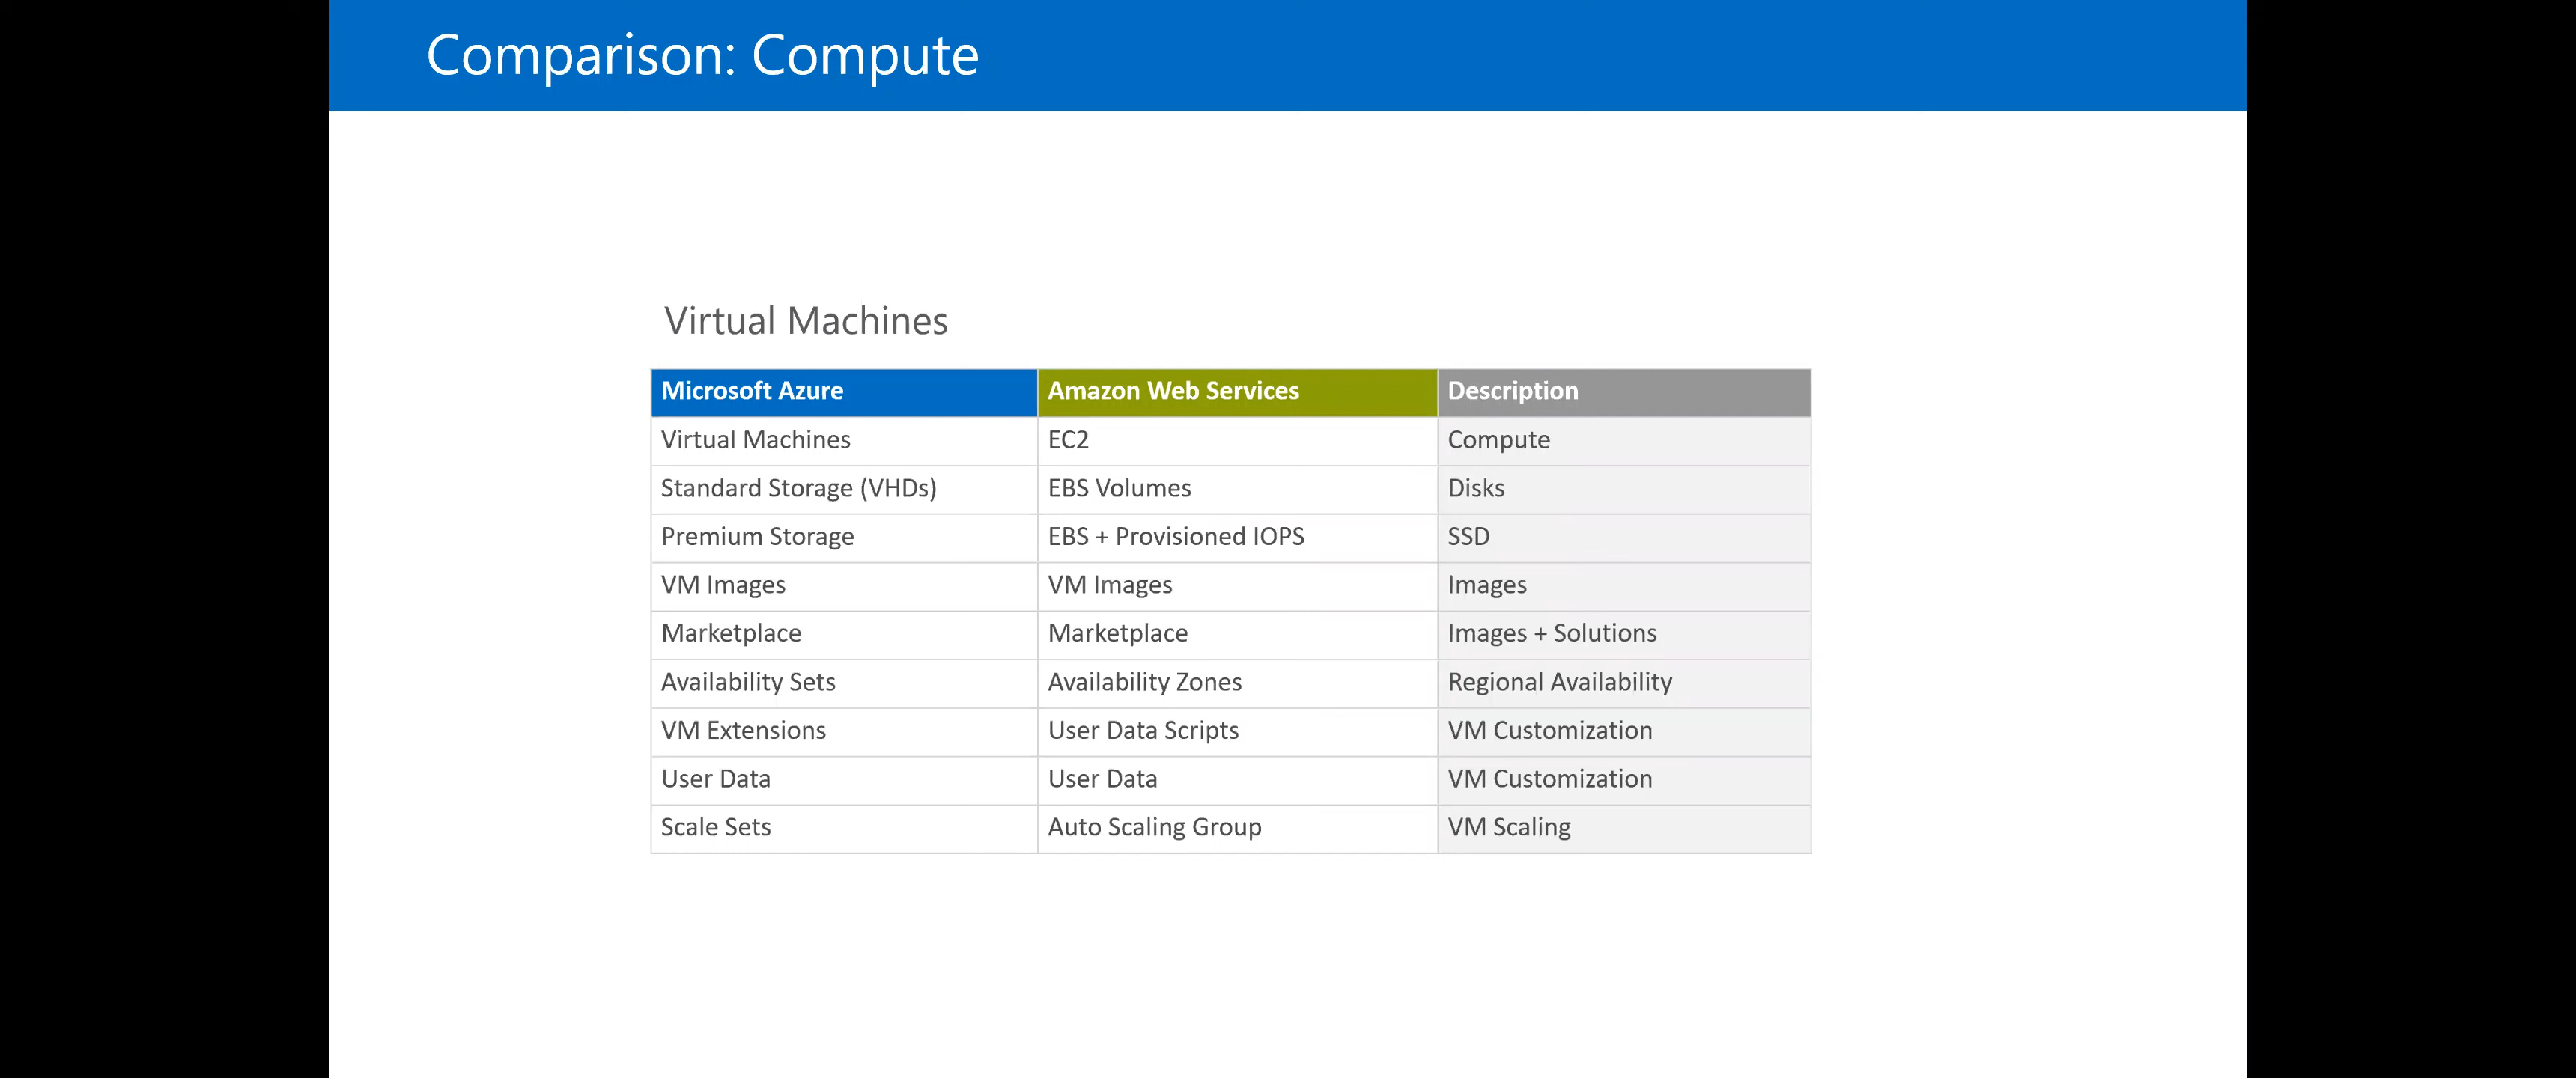 Comparison: Compute
Virtual Machines
Microsoft Azure Amazon Web Services Description
Virtual Machines EC2 Compute
Standard Storage (VHDs) EBS Volumes Disks
Premium Storage EBS + Provisioned IOPS SSD
VM Images VM Images Images
Marketplace Marketplace Images + Solutions
Availability Sets Availability Zones Regional Availability
VM Extensions User Data Scripts VM Customization
User Data User Data VM Customization
Scale Sets Auto Scaling Group VM Scaling